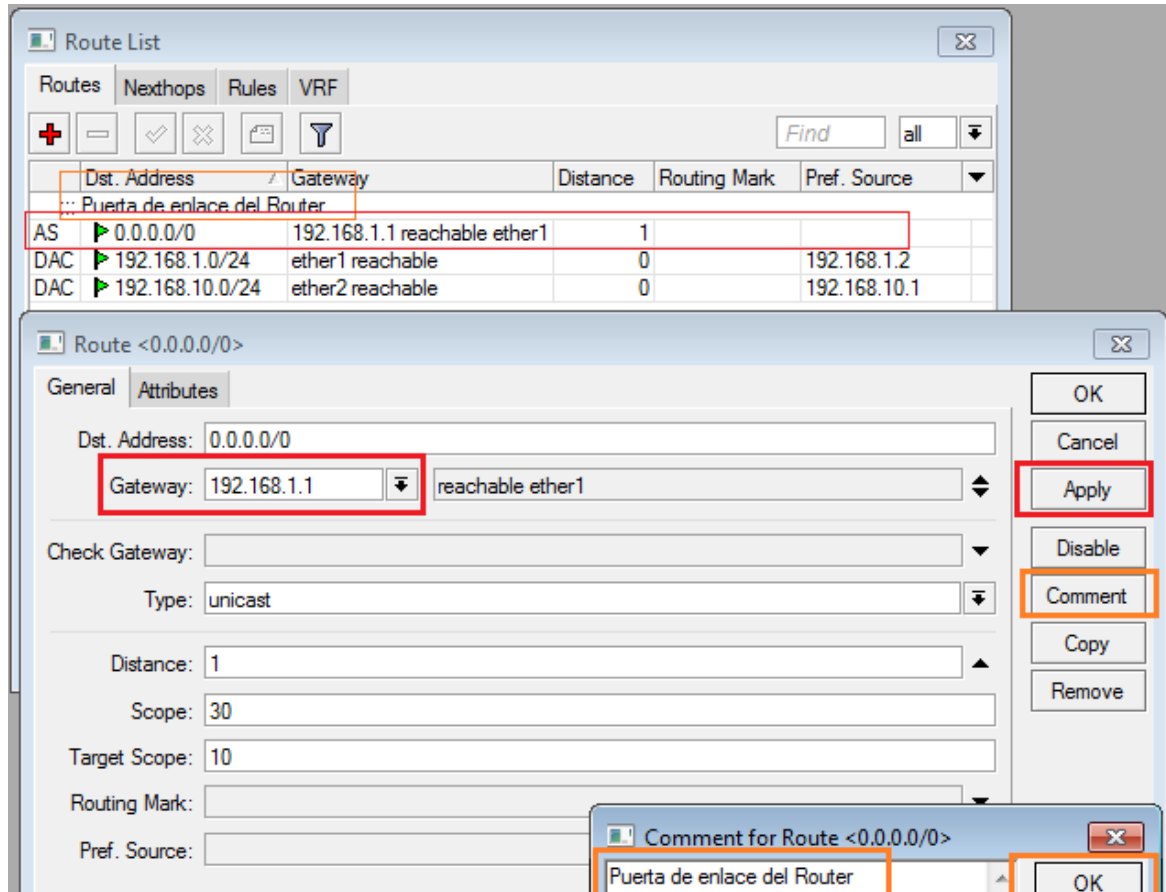 Route List
Routes Nexthops Rules VRF
Find all
Dst. Address Gateway Distance Routing Mark Pref. Source
::: Puerta de enlace del Router
AS 0.0.0.0/0 192.168.1.1 reachable ether1 1
DAC 192.168.1.0/24 ether1 reachable 0 192.168.1.2
DAC 192.168.10.0/24 ether2 reachable 0 192.168.10.1
Route <0.0.0.0/0>
General Attributes
OK
Dst. Address: 0.0.0.0/0
Cancel
Gateway: 192.168.1.1 reachable ether1
Apply
Check Gateway:
Disable
Type: unicast
Comment
Copy
Distance: 1
Remove
Scope: 30
Target Scope: 10
Routing Mark:
Pref. Source:
Comment for Route <0.0.0.0/0>
Puerta de enlace del Router
OK